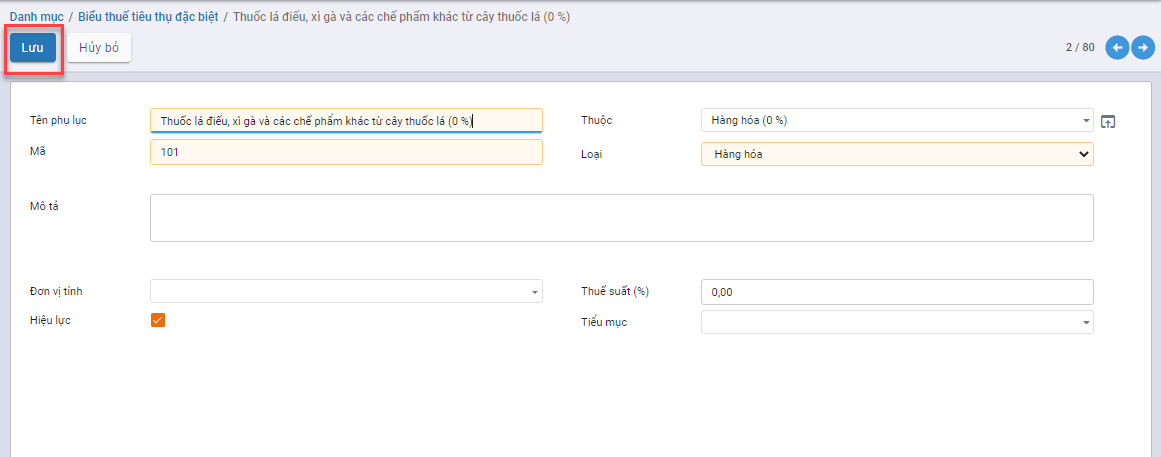 Danh mục / Biểu thuế tiêu thụ đặc biệt / Thuốc lá điếu, xì gà và các chế phẩm khác từ cây thuốc lá (0 %)
Lưu Hủy bỏ 2 / 80
Tên phụ lục Thuốc lá điếu, xì gà và các chế phẩm khác từ cây thuốc lá (0 %) Thuộc Hàng hóa (0 %)
Mã 101 Loại Hàng hóa
Mô tả
Đơn vị tính Thuế suất (%) 0,00
Hiệu lực Tiểu mục